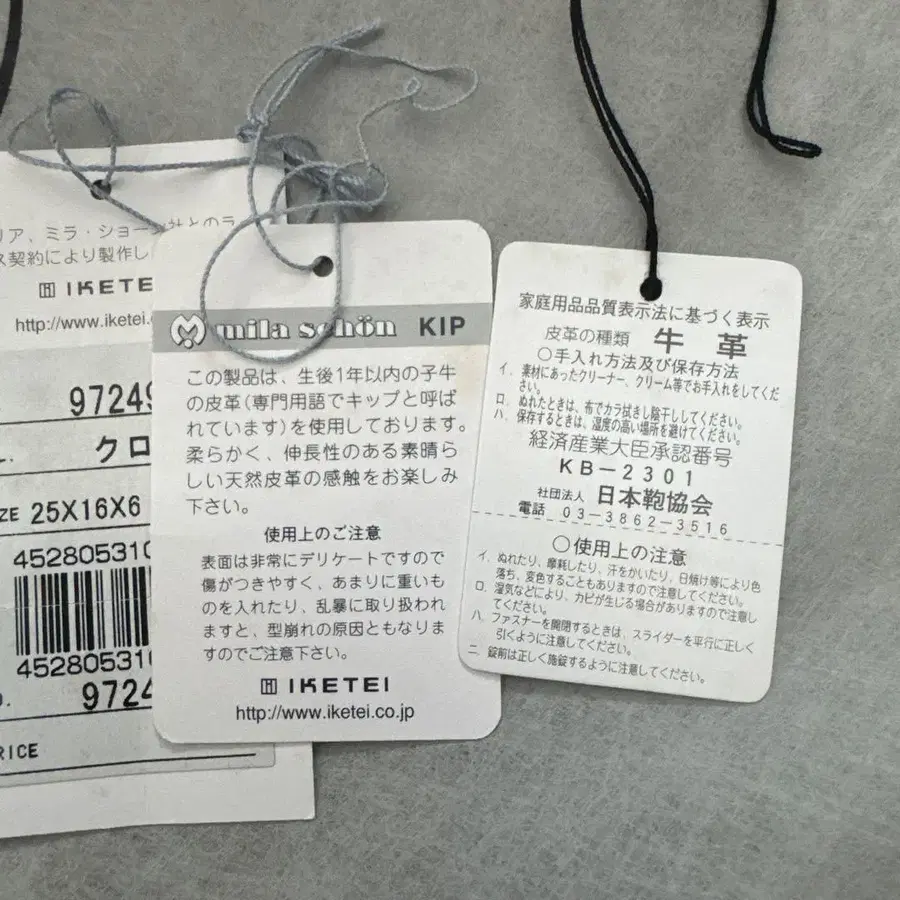 リア、ミラ・ショーン社とのラ
ス契約により製作し
IKETE
http://www.iketei.
97249
クロ
ZE 25X16X6
452805310
452805310
9724
RICE
mila schön KIP
この製品は、生後1年以内の子牛
の皮革(専門用語でキップと呼ば
れています)を使用しております。
柔らかく、伸長性のある素晴ら
しい天然皮革の感触をお楽しみ
下さい。
使用上のご注意
表面は非常にデリケートですので
傷がつきやすく、あまりに重いも
のを入れたり、乱暴に取り扱われ
ますと、型崩れの原因ともなりま
すのでご注意下さい。
IKETEI
http://www.iketei.co.jp
家庭用品品質表示法に基づく表示
皮革の種類 牛革
○手入れ方法及び保存方法
イ. 素材にあったクリーナー、クリーム等でお手入れをしてくだ
さい。
ロ. ぬれたときは、布でカラ拭きし陰干ししてください。
ハ. 保存するときは、湿度の高い場所を避けてください。
経済産業大臣承認番号
KB-2301
社団法人 日本鞄協会
電話 03-3862-3516
○使用上の注意
イ. ぬれたり、摩耗したり、汗をかいたり、日焼け等により色
落ち、変色することもありますので注意してください。
ロ. 湿気などにより、カビが生じる場合がありますので注意し
てください。
ハ. ファスナーを開閉するときは、スライダーを平行に正しく
引くように注意してください。
ニ. 錠前は正しく施錠するように注意してください。